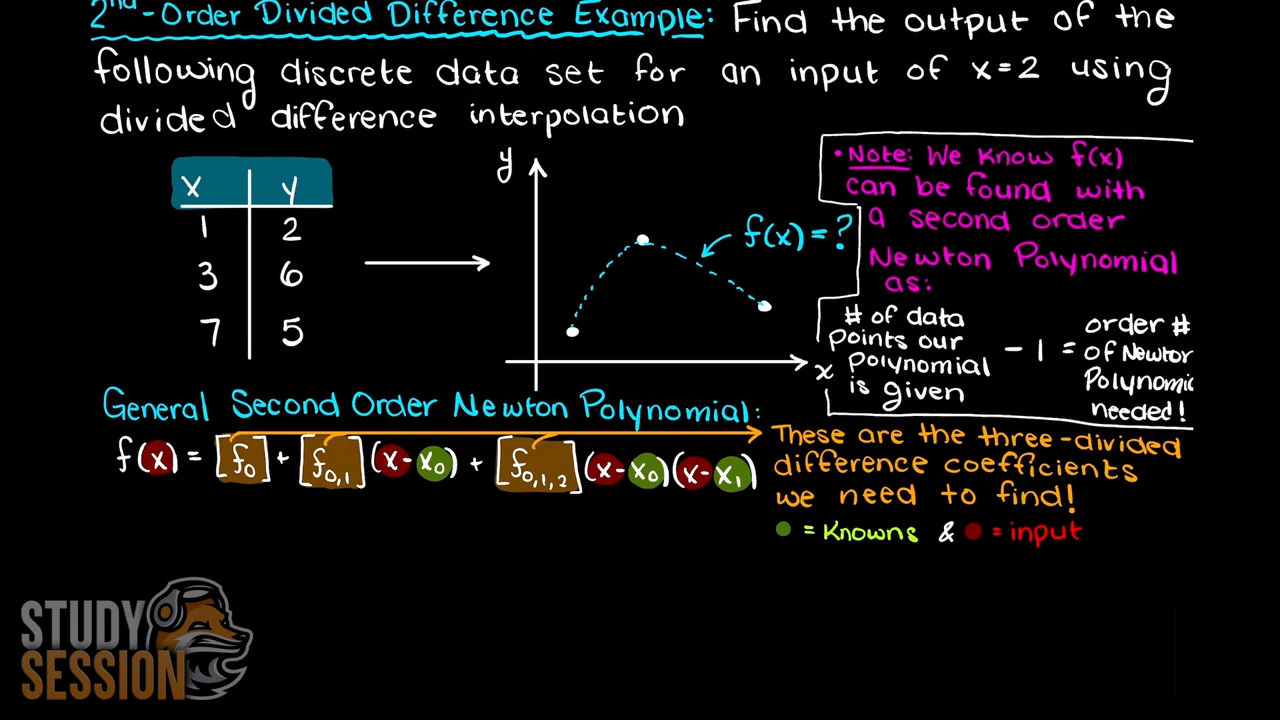 2nd-Order Divided Difference Example: Find the output of the
following discrete data set for an input of x=2 using
divided difference interpolation
x y
1 2
3 6
7 5
y
x
f(x)=?
• Note: We know f(x)
can be found with
a second order
Newton Polynomial
as:
# of data
points our
polynomial
is given
- 1 =
order #
of Newton
Polynomic
needed!
General Second Order Newton Polynomial:
f(x) = [f0] + [f0,1](x-x0) + [f0,1,2](x-x0)(x-x1)
These are the three-divided
difference coefficients
we need to find!
= Knowns & = input
STUDY
SESSION